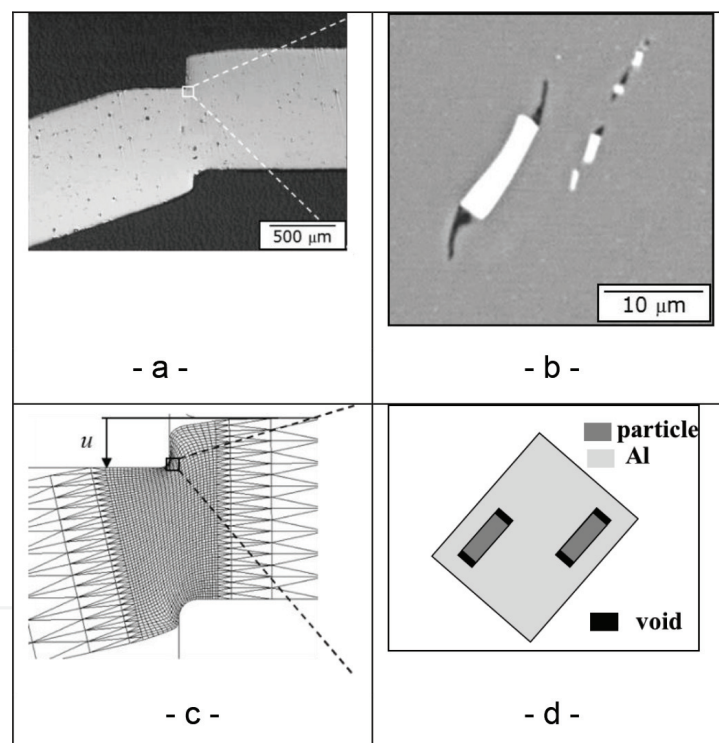 500 µm
10 µm
- a -
- b -
u
particle
Al
void
- c -
- d -